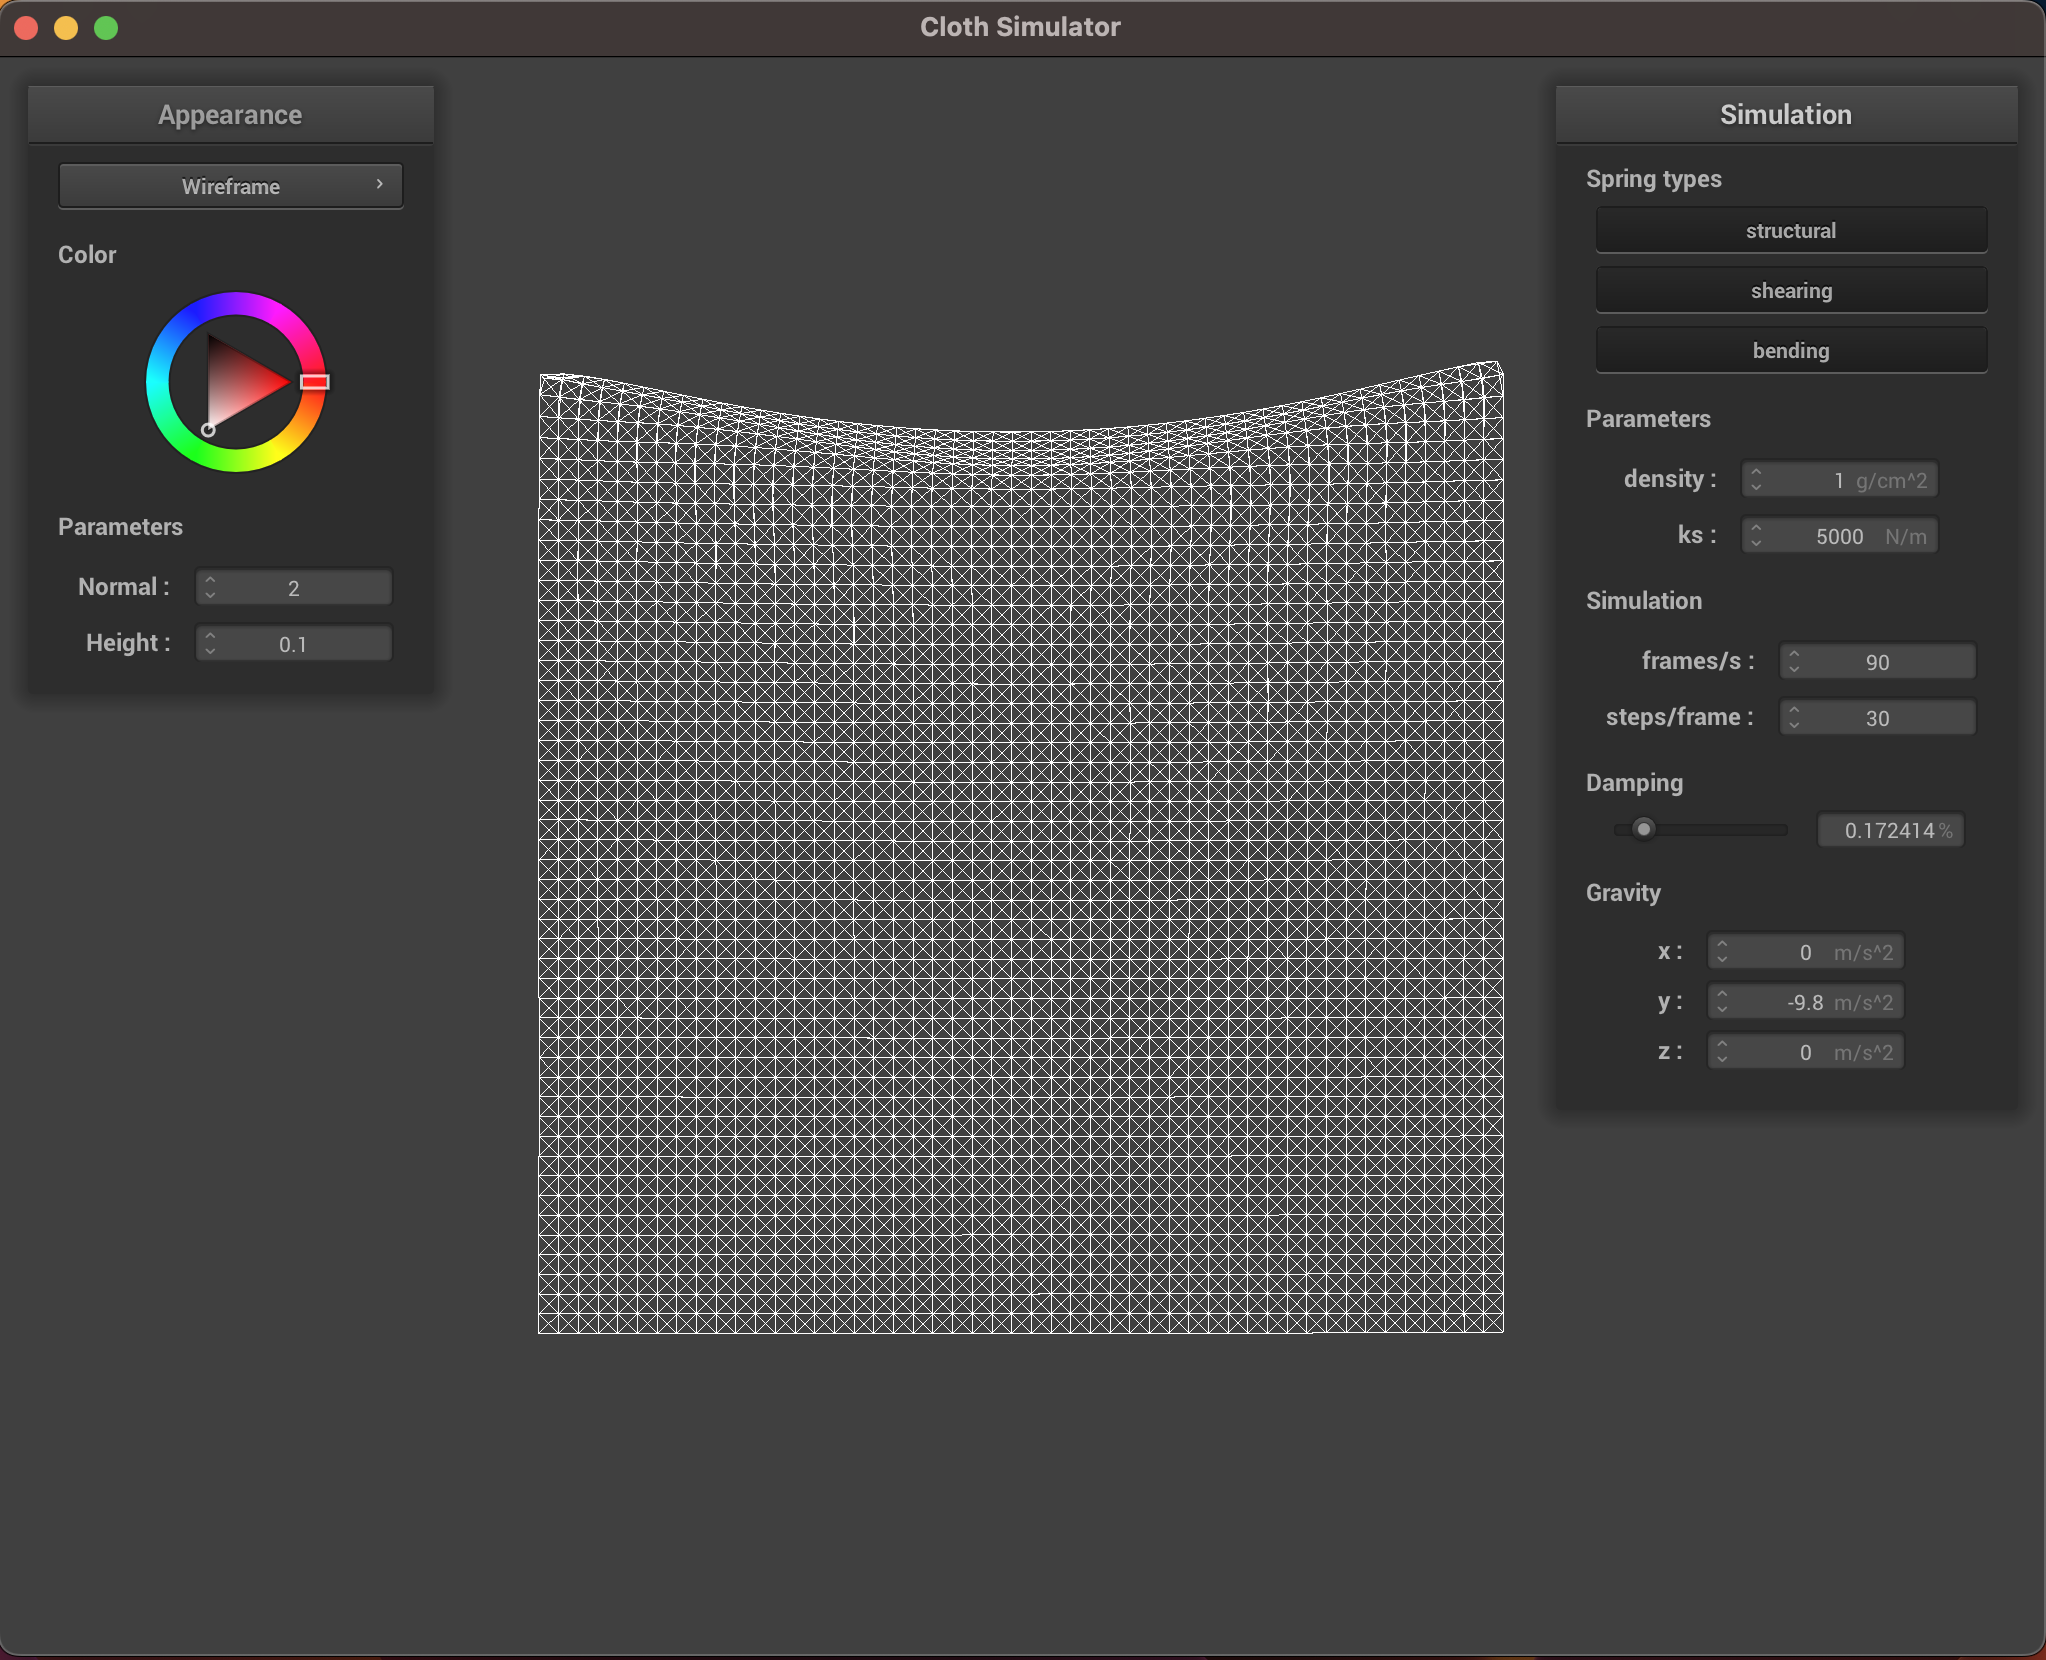 Cloth Simulator
Appearance
Wireframe
Color
Parameters
Normal : 2
Height : 0.1
Simulation
Spring types
structural
shearing
bending
Parameters
density : 1 g/cm^2
ks : 5000 N/m
Simulation
frames/s : 90
steps/frame : 30
Damping
0.172414 %
Gravity
x : 0 m/s^2
y : -9.8 m/s^2
z : 0 m/s^2